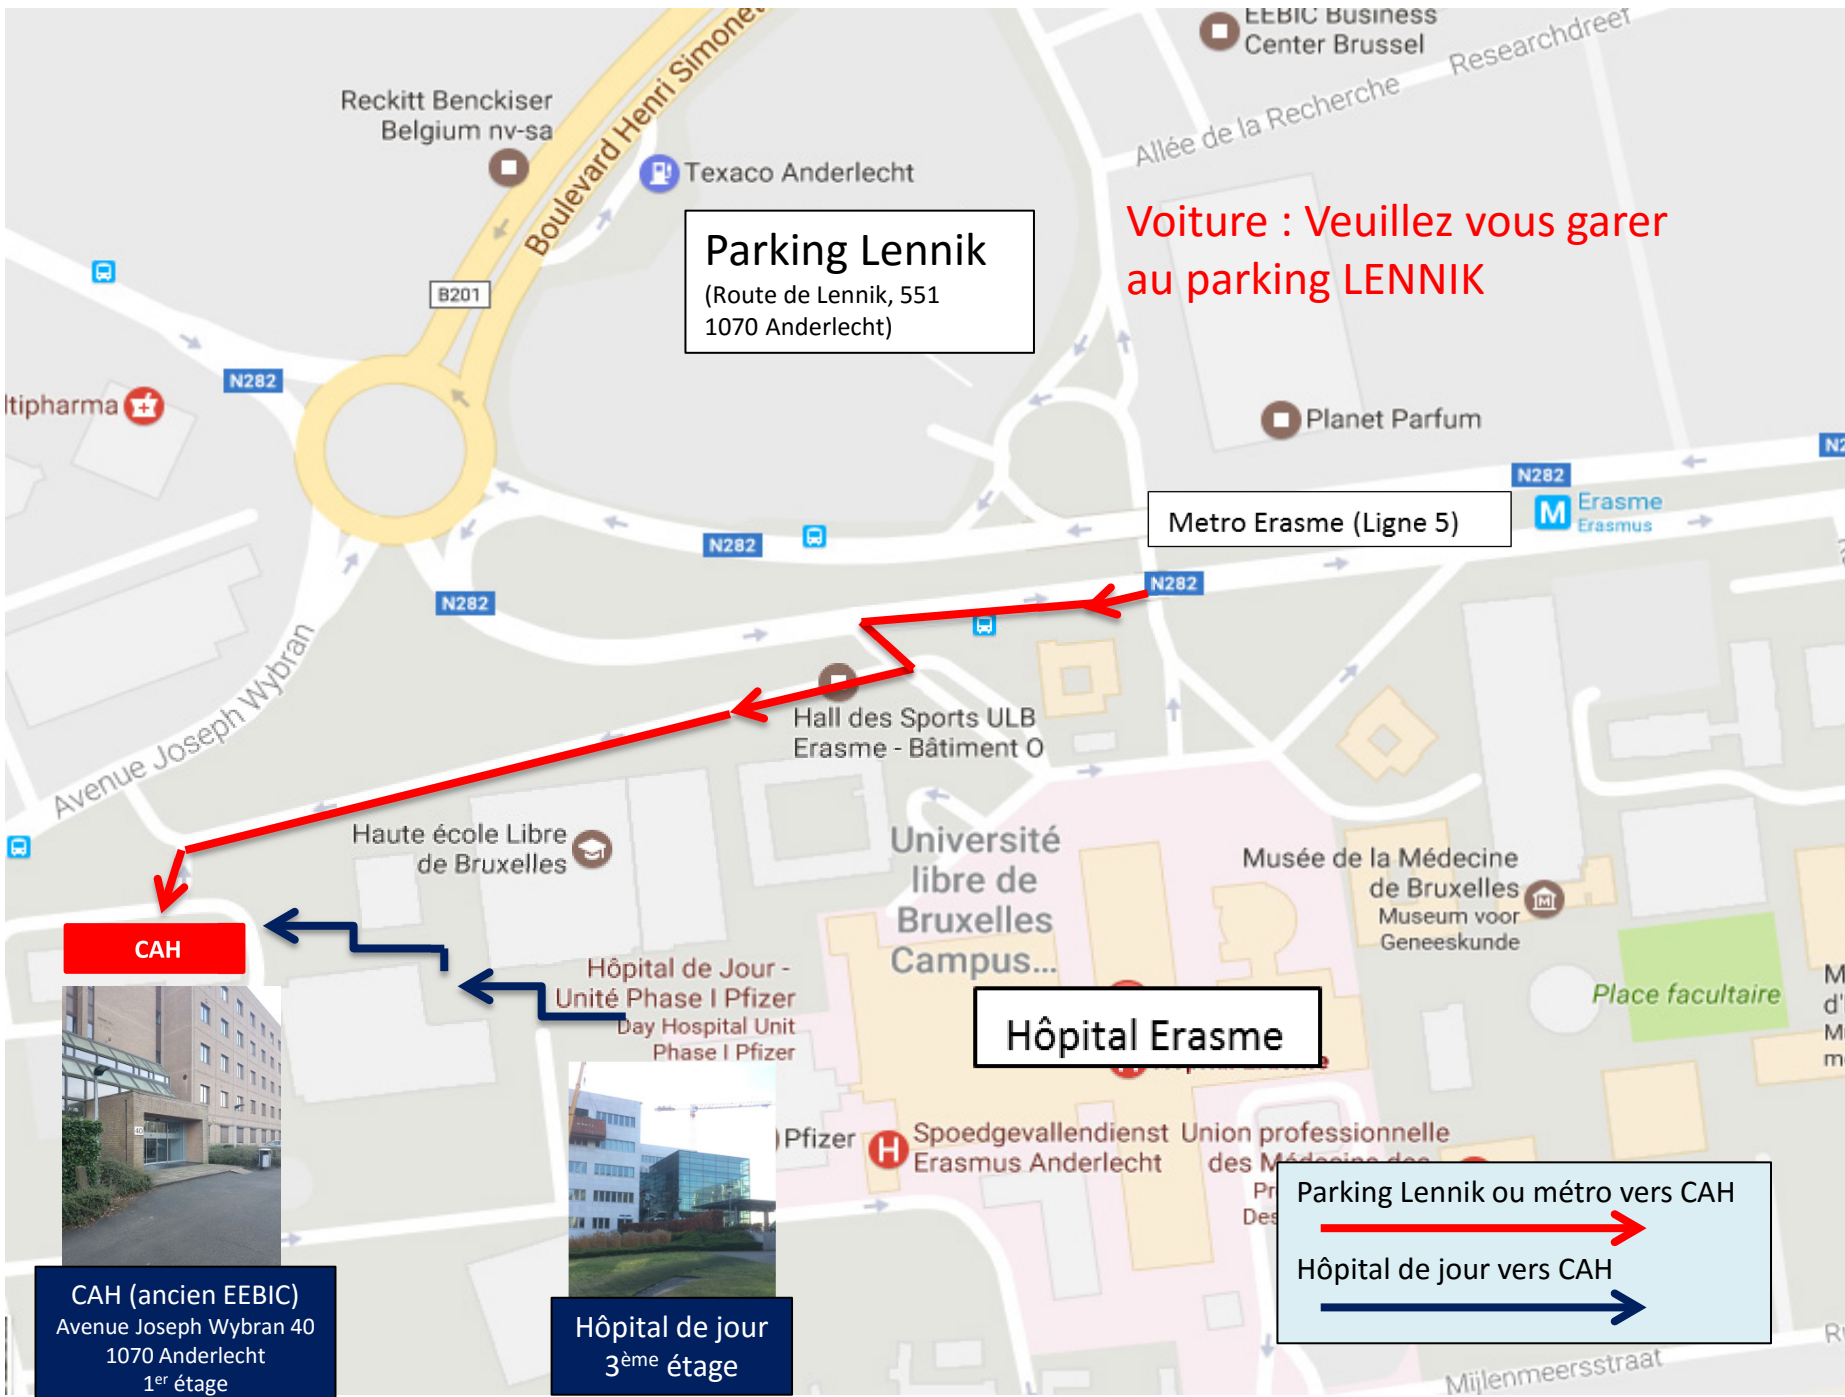 EEBIC Business
Center Brussel
Researchdreef
Allée de la Recherche
Reckitt Benckiser
Belgium nv-sa
Boulevard Henri Simonet
Texaco Anderlecht
Parking Lennik
(Route de Lennik, 551
1070 Anderlecht)
Voiture : Veuillez vous garer
au parking LENNIK
B201
N282
ltipharma
Planet Parfum
N282
Erasme
Erasmus
Metro Erasme (Ligne 5)
N282
N282
N282
Avenue Joseph Wybran
Hall des Sports ULB
Erasme - Bâtiment O
Haute école Libre
de Bruxelles
Université
libre de
Bruxelles
Campus...
Musée de la Médecine
de Bruxelles
Museum voor
Geneeskunde
Place facultaire
CAH
Hôpital de Jour -
Unité Phase I Pfizer
Day Hospital Unit
Phase I Pfizer
Hôpital Erasme
Pfizer
Spoedgevallendienst
Erasmus Anderlecht
Union professionnelle
des Médecins des
Parking Lennik ou métro vers CAH
Hôpital de jour vers CAH
40
CAH (ancien EEBIC)
Avenue Joseph Wybran 40
1070 Anderlecht
1er étage
Hôpital de jour
3ème étage
Mijlenmeersstraat